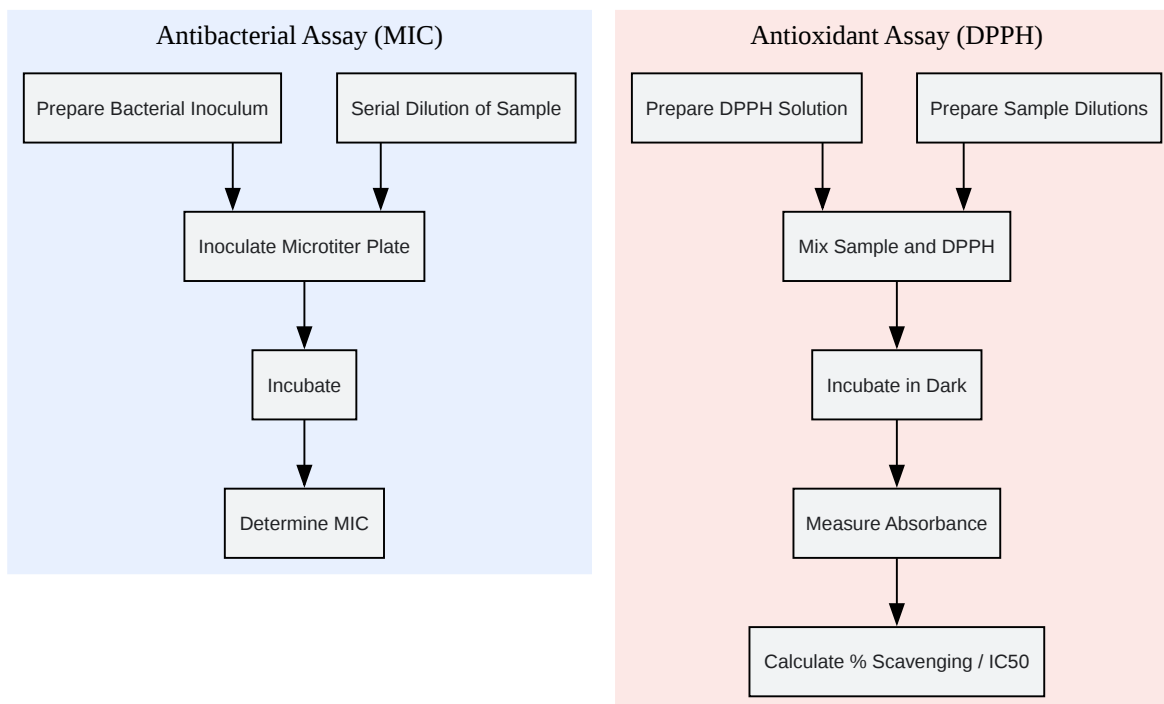 Antibacterial Assay (MIC)
Prepare Bacterial Inoculum
Serial Dilution of Sample
Inoculate Microtiter Plate
Incubate
Determine MIC
Antioxidant Assay (DPPH)
Prepare DPPH Solution
Prepare Sample Dilutions
Mix Sample and DPPH
Incubate in Dark
Measure Absorbance
Calculate % Scavenging / IC50